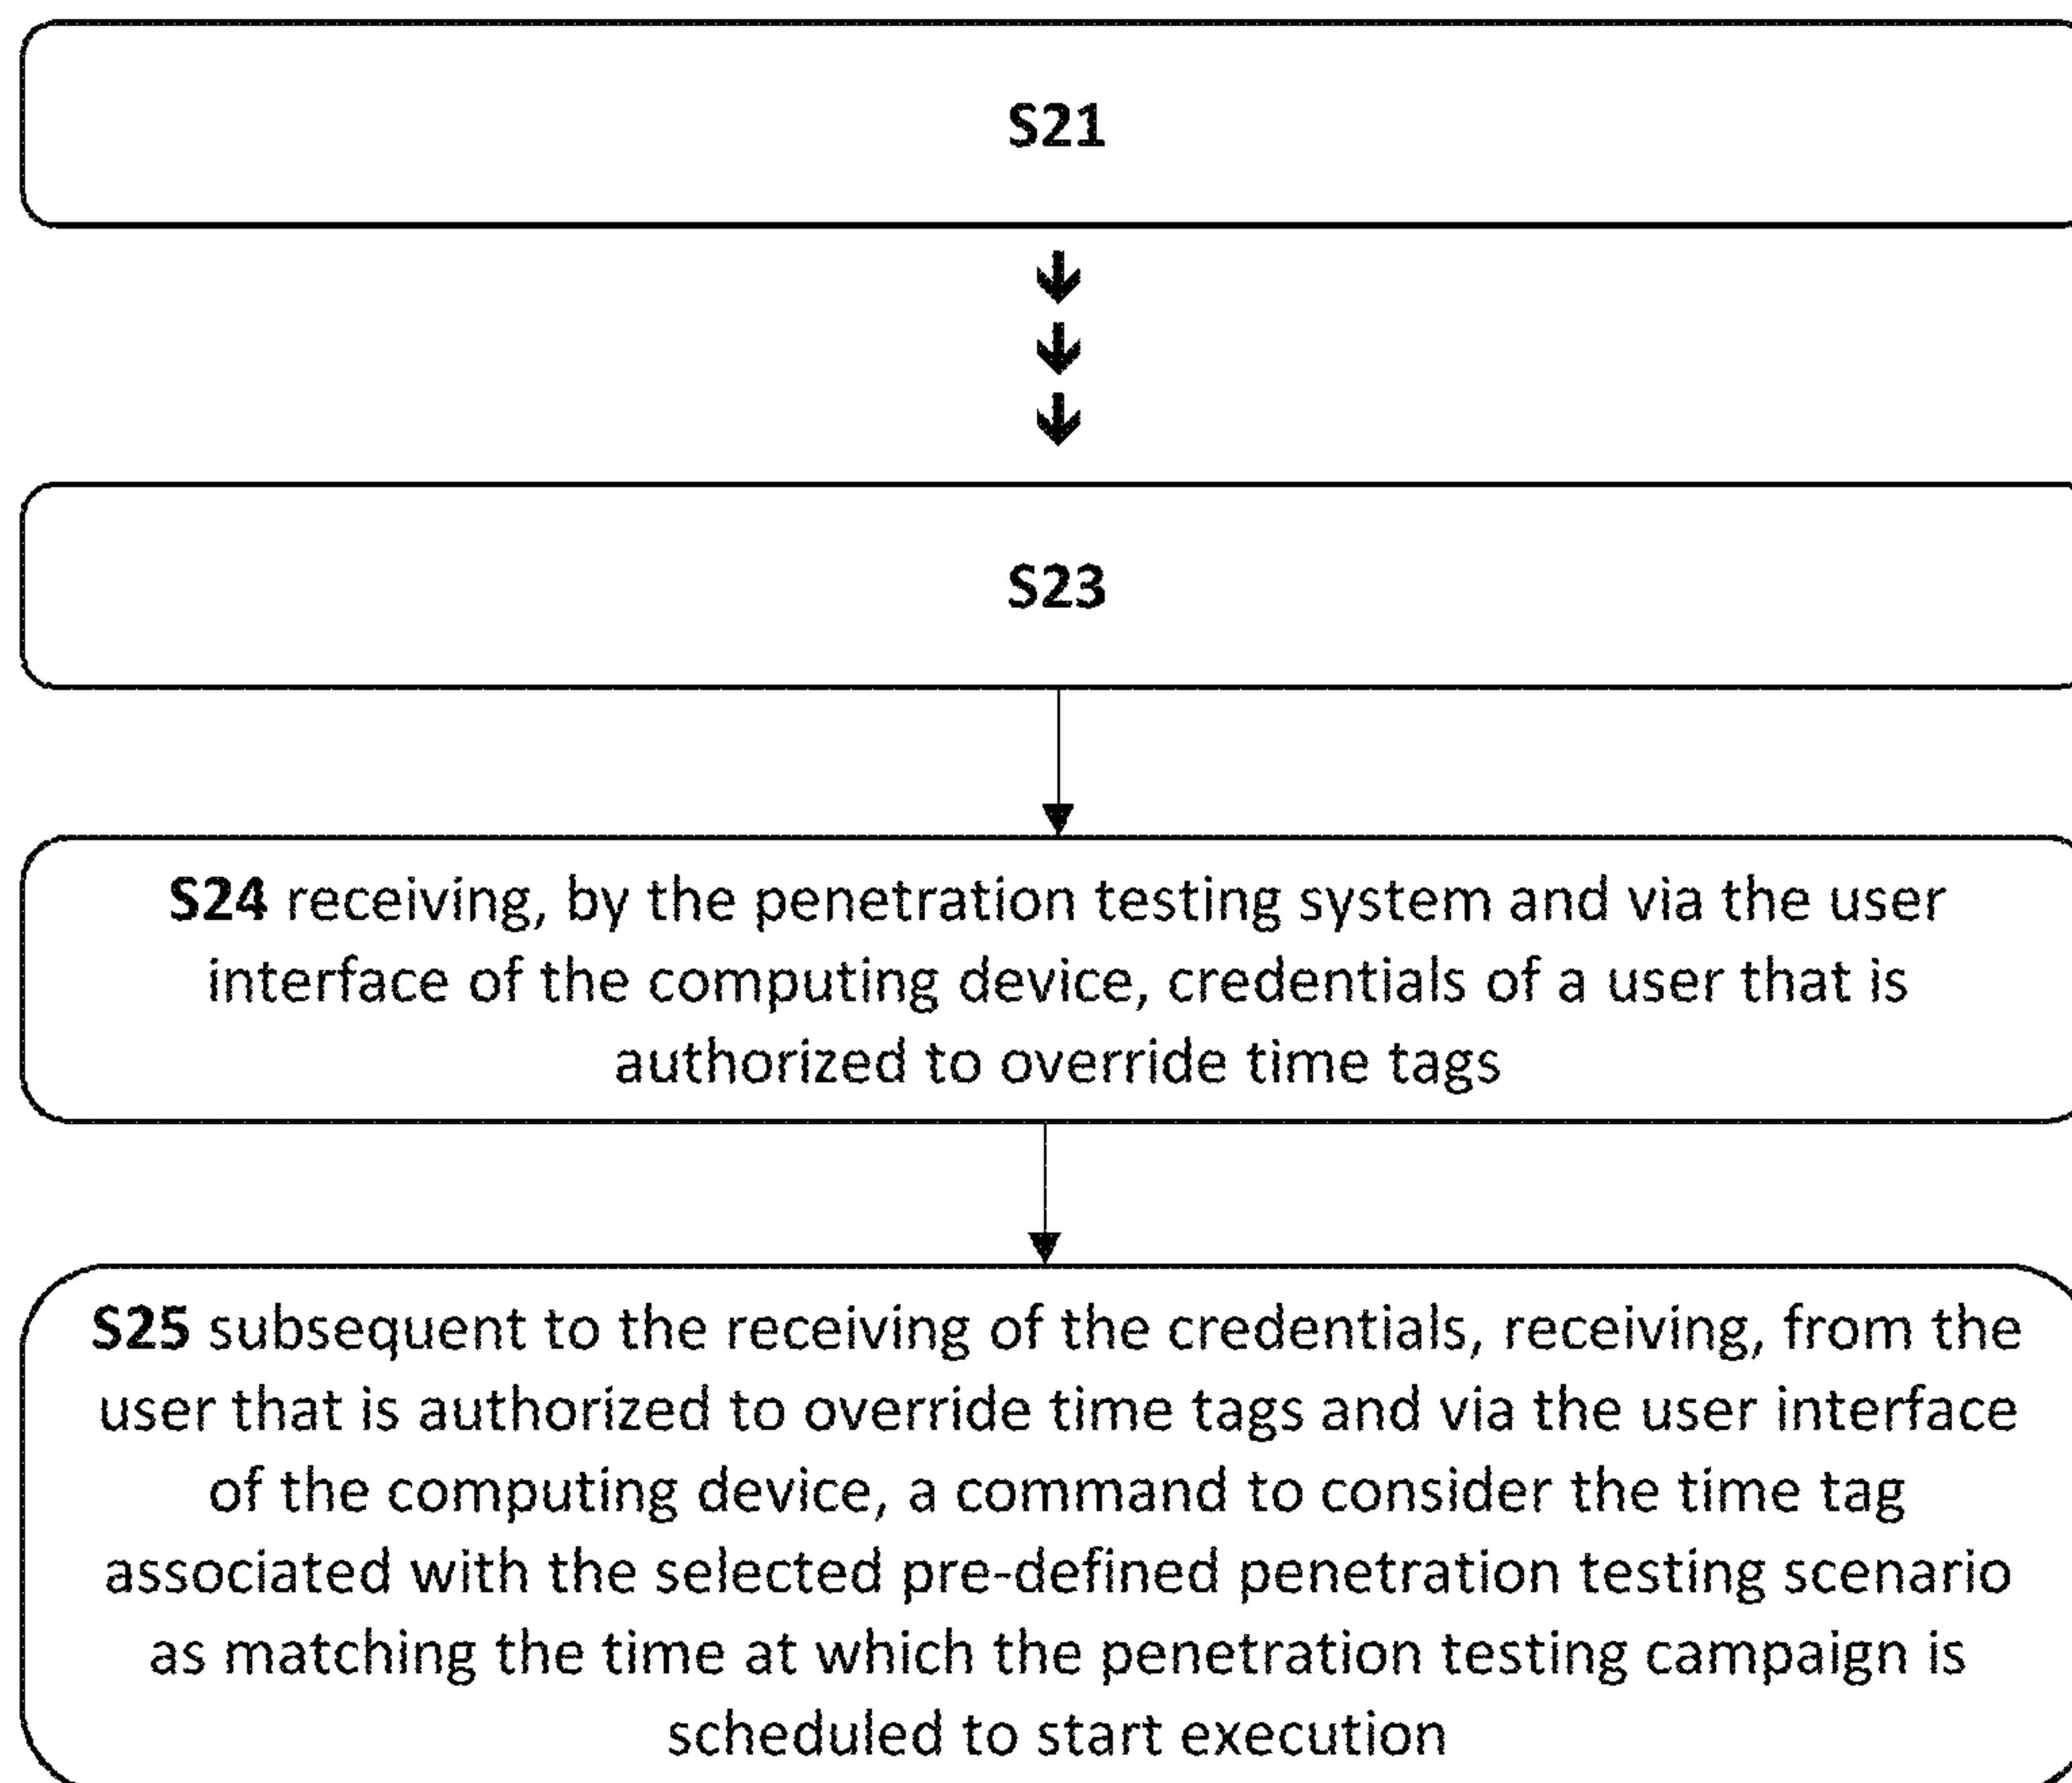 S21
S23
S24 receiving, by the penetration testing system and via the user
interface of the computing device, credentials of a user that is
authorized to override time tags
S25 subsequent to the receiving of the credentials, receiving, from the
user that is authorized to override time tags and via the user interface
of the computing device, a command to consider the time tag
associated with the selected pre-defined penetration testing scenario
as matching the time at which the penetration testing campaign is
scheduled to start execution